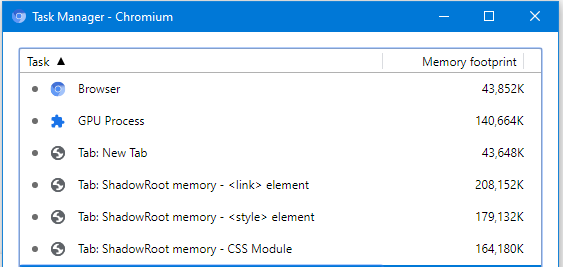 Task Manager - Chromium
Task ▲ Memory footprint
Browser 43,852K
GPU Process 140,664K
Tab: New Tab 43,648K
Tab: ShadowRoot memory - <link> element 208,152K
Tab: ShadowRoot memory - <style> element 179,132K
Tab: ShadowRoot memory - CSS Module 164,180K